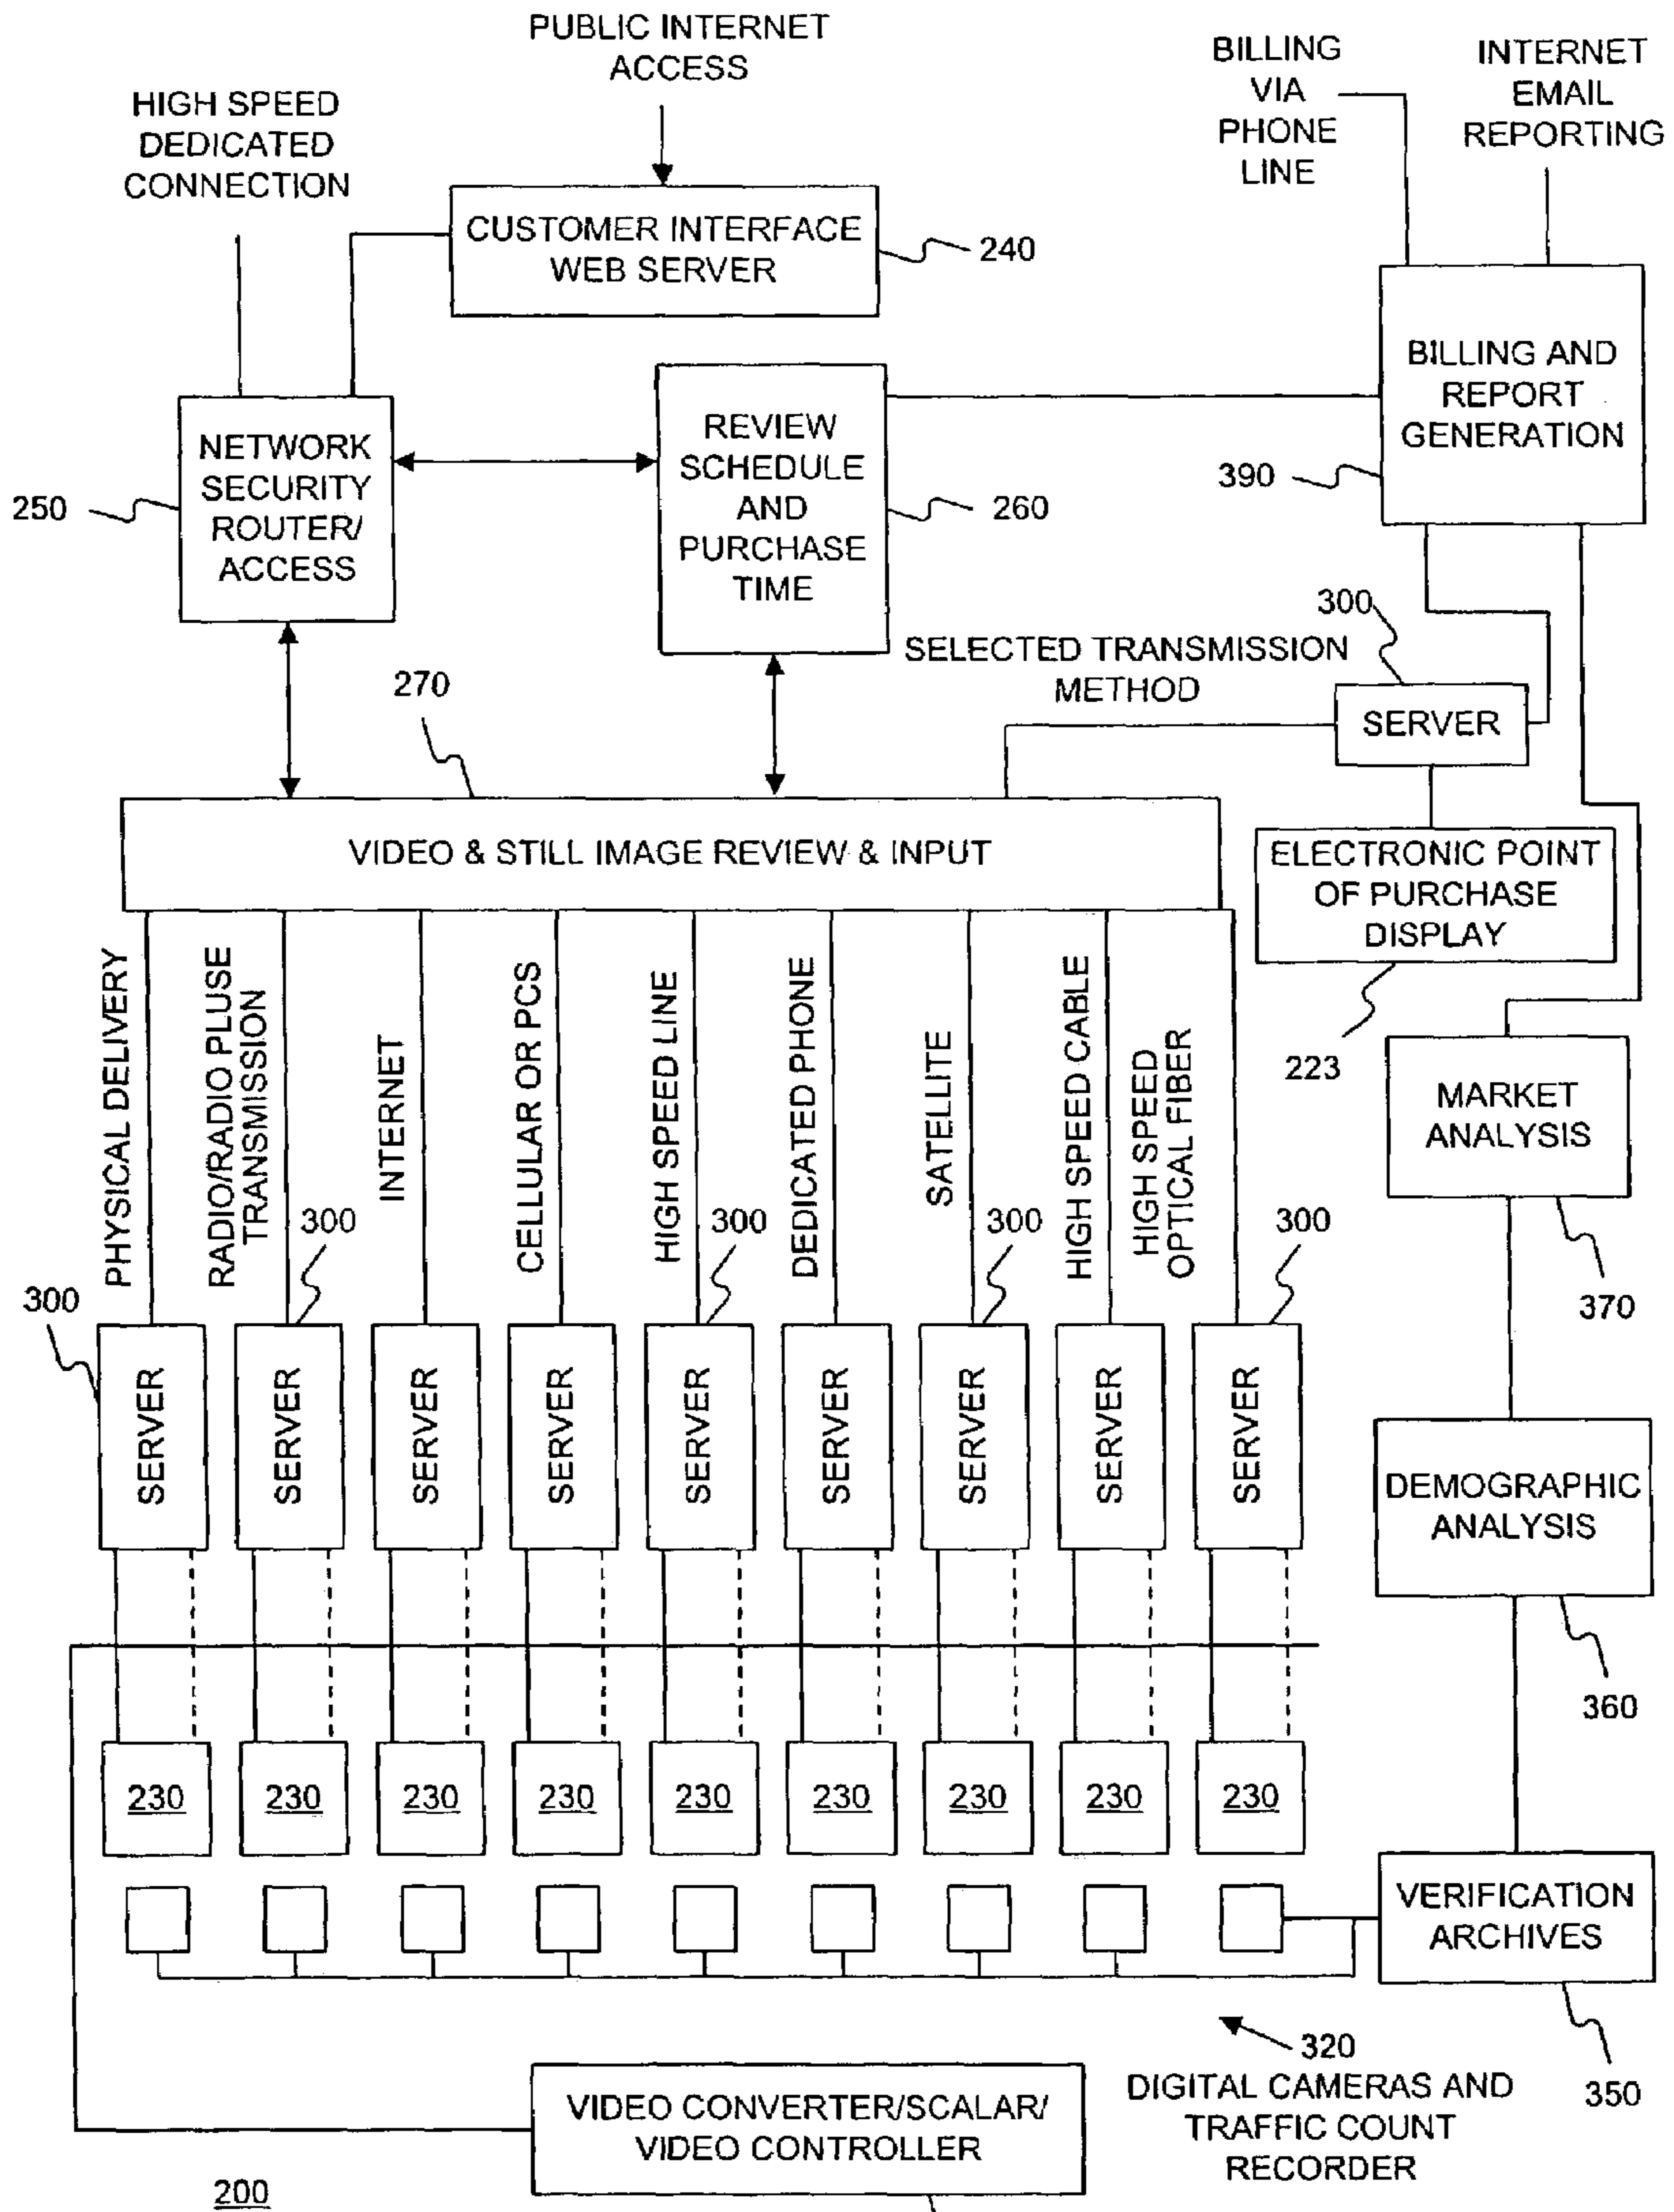 PUBLIC INTERNET
ACCESS
BILLING
VIA
PHONE
LINE
INTERNET
EMAIL
REPORTING
HIGH SPEED
DEDICATED
CONNECTION
CUSTOMER INTERFACE
WEB SERVER
240
BILLING AND
REPORT
GENERATION
390
NETWORK
SECURITY
ROUTER/
ACCESS
250
REVIEW
SCHEDULE
AND
PURCHASE
TIME
260
300
SELECTED TRANSMISSION
METHOD
SERVER
270
VIDEO & STILL IMAGE REVIEW & INPUT
ELECTRONIC POINT
OF PURCHASE
DISPLAY
223
PHYSICAL DELIVERY
RADIO/RADIO PLUSE
TRANSMISSION
INTERNET
CELLULAR OR PCS
HIGH SPEED LINE
DEDICATED PHONE
SATELLITE
HIGH SPEED CABLE
HIGH SPEED
OPTICAL FIBER
MARKET
ANALYSIS
370
300
300
300
300
300
SERVER
SERVER
SERVER
SERVER
SERVER
SERVER
SERVER
SERVER
SERVER
DEMOGRAPHIC
ANALYSIS
360
230
230
230
230
230
230
230
230
230
VERIFICATION
ARCHIVES
350
320
DIGITAL CAMERAS AND
TRAFFIC COUNT
RECORDER
VIDEO CONVERTER/SCALAR/
VIDEO CONTROLLER
200